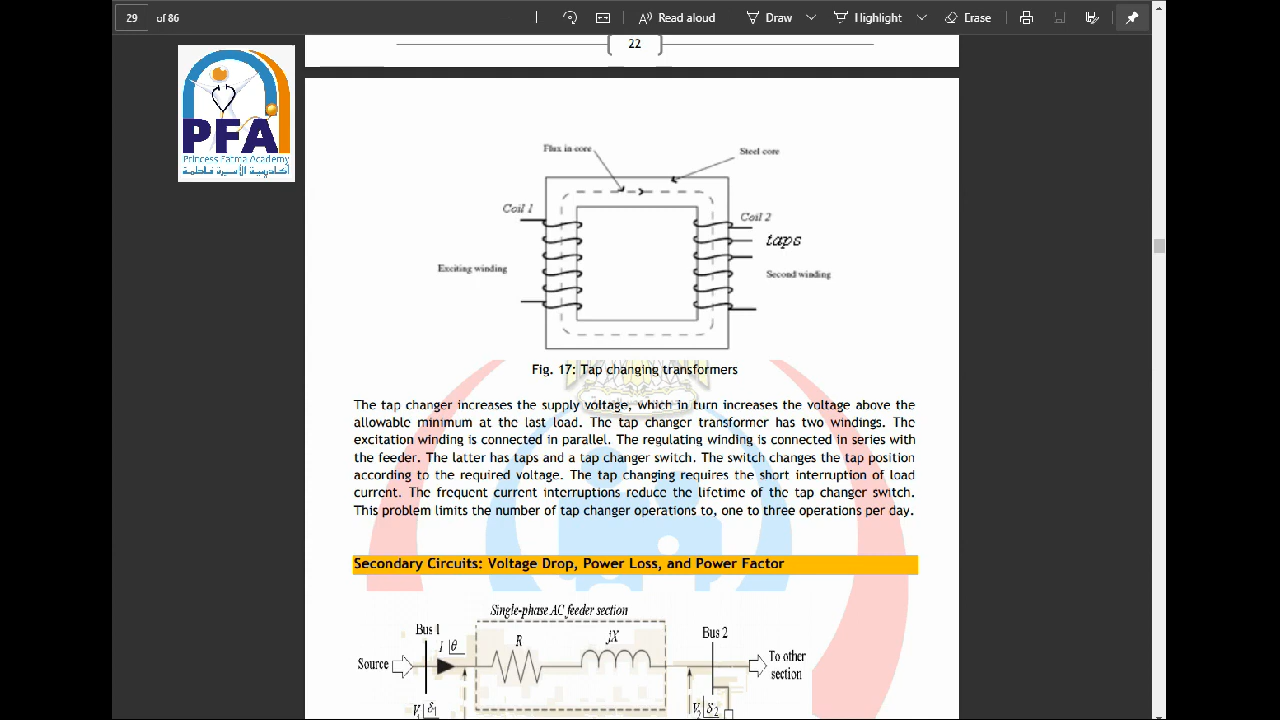 29 of 86
Read aloud
Draw
Highlight
Erase
22
PFA
Princess Fatma Academy
أكاديمية الأسيرة فاطمة
Flux in core
Steel core
Coil 1
Coil 2
taps
Exciting winding
Second winding
Fig. 17: Tap changing transformers
The tap changer increases the supply voltage, which in turn increases the voltage above the
allowable minimum at the last load. The tap changer transformer has two windings. The
excitation winding is connected in parallel. The regulating winding is connected in series with
the feeder. The latter has taps and a tap changer switch. The switch changes the tap position
according to the required voltage. The tap changing requires the short interruption of load
current. The frequent current interruptions reduce the lifetime of the tap changer switch.
This problem limits the number of tap changer operations to, one to three operations per day.
Secondary Circuits: Voltage Drop, Power Loss, and Power Factor
Single-phase AC feeder section
Bus 1
I θ
R
jX
Bus 2
Source
To other
section
V₁ δ₁
V₂ δ₂